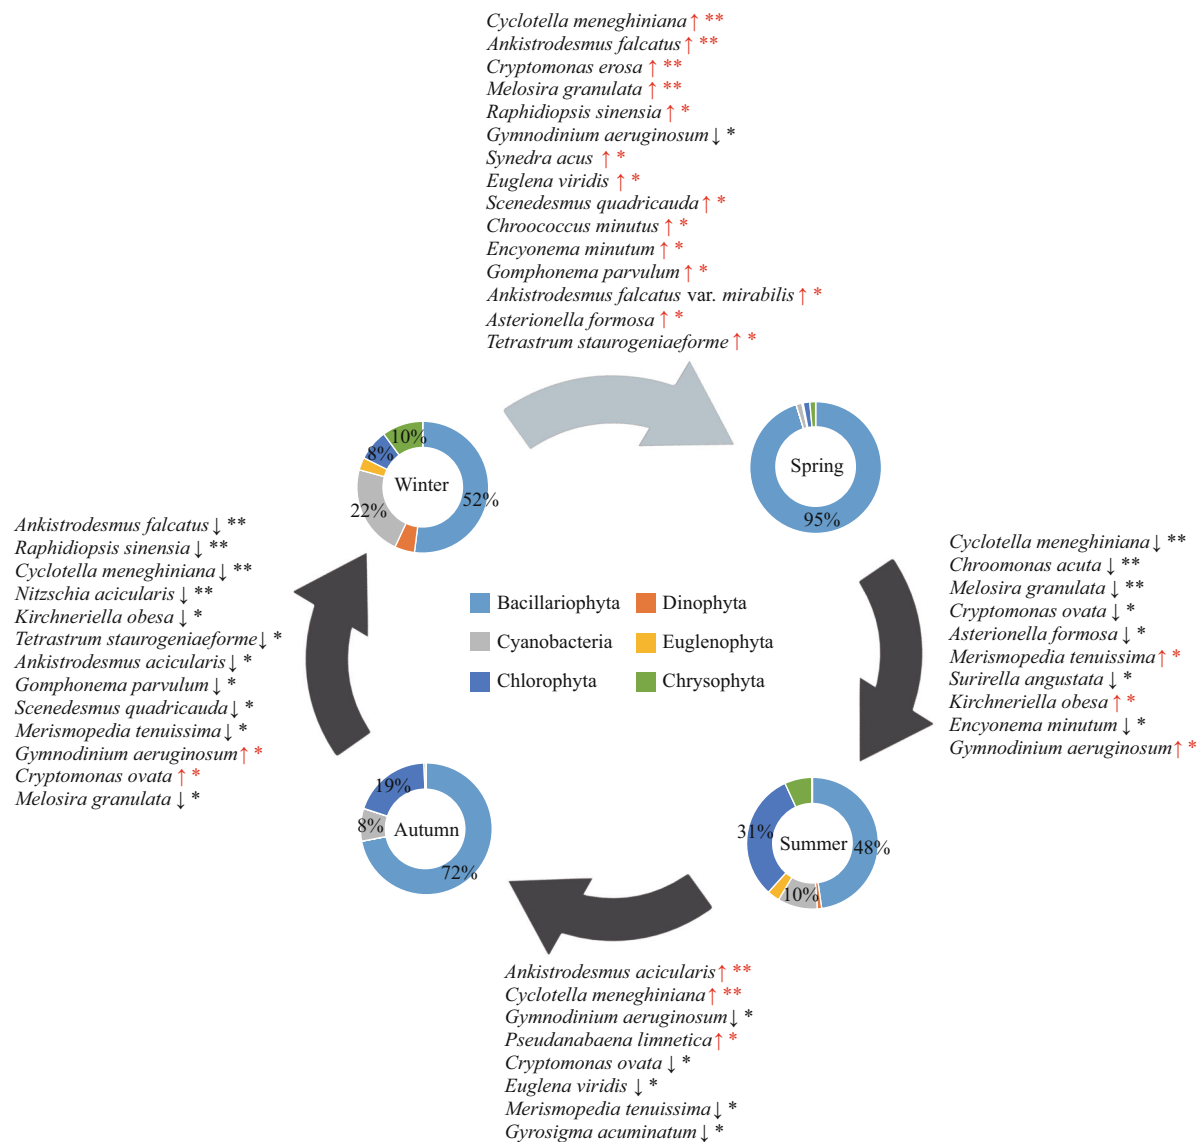 Cyclotella meneghiniana ↑ **
Ankistrodesmus falcatus ↑ **
Cryptomonas erosa ↑ **
Melosira granulata ↑ **
Raphidiopsis sinensia ↑ *
Gymnodinium aeruginosum ↓ *
Synedra acus ↑ *
Euglena viridis ↑ *
Scenedesmus quadricauda ↑ *
Chroococcus minutus ↑ *
Encyonema minutum ↑ *
Gomphonema parvulum ↑ *
Ankistrodesmus falcatus var. mirabilis ↑ *
Asterionella formosa ↑ *
Tetrastrum staurogeniaeforme ↑ *
10%
8%
Winter
52%
22%
Spring
95%
Ankistrodesmus falcatus ↓ **
Raphidiopsis sinensia ↓ **
Cyclotella meneghiniana ↓ **
Nitzschia acicularis ↓ **
Kirchneriella obesa ↓ *
Tetrastrum staurogeniaeforme ↓ *
Ankistrodesmus acicularis ↓ *
Gomphonema parvulum ↓ *
Scenedesmus quadricauda ↓ *
Merismopedia tenuissima ↓ *
Gymnodinium aeruginosum ↑ *
Cryptomonas ovata ↑ *
Melosira granulata ↓ *
Bacillariophyta
Dinophyta
Cyanobacteria
Euglenophyta
Chlorophyta
Chrysophyta
Cyclotella meneghiniana ↓ **
Chroomonas acuta ↓ **
Melosira granulata ↓ **
Cryptomonas ovata ↓ *
Asterionella formosa ↓ *
Merismopedia tenuissima ↑ *
Surirella angustata ↓ *
Kirchneriella obesa ↑ *
Encyonema minutum ↓ *
Gymnodinium aeruginosum ↑ *
19%
8%
Autumn
72%
31%
Summer
48%
10%
Ankistrodesmus acicularis ↑ **
Cyclotella meneghiniana ↑ **
Gymnodinium aeruginosum ↓ *
Pseudanabaena limnetica ↑ *
Cryptomonas ovata ↓ *
Euglena viridis ↓ *
Merismopedia tenuissima ↓ *
Gyrosigma acuminatum ↓ *